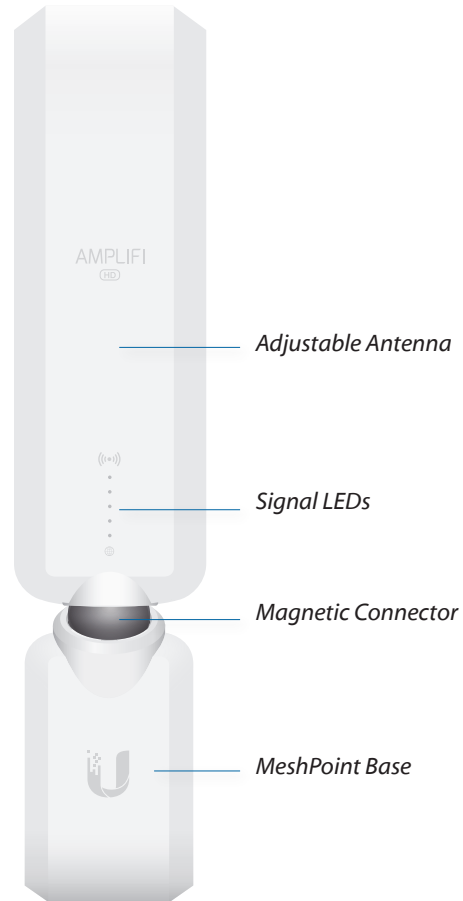 AMPLIFI
HD
Adjustable Antenna
Signal LEDs
Magnetic Connector
MeshPoint Base